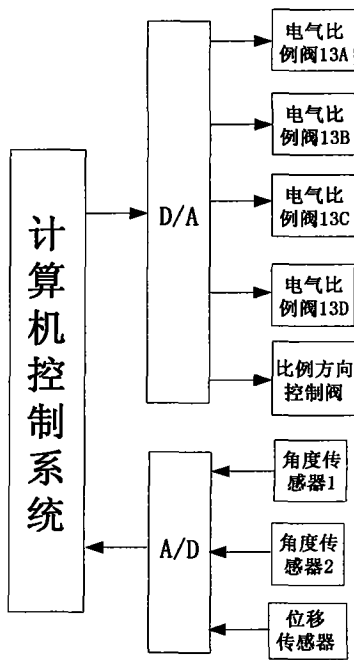 计算机控制系统
D/A
电气比
例阀13A
电气比
例阀13B
电气比
例阀13C
电气比
例阀13D
比例方向
控制阀
A/D
角度传
感器1
角度传
感器2
位移
传感器